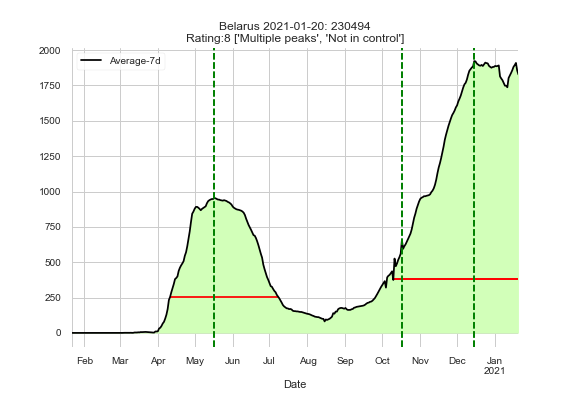 Belarus 2021-01-20: 230494
Rating:8 ['Multiple peaks', 'Not in control']
Average-7d
2000
1750
1500
1250
1000
750
500
250
0
Feb Mar Apr May Jun Jul Aug Sep Oct Nov Dec Jan
2021
Date